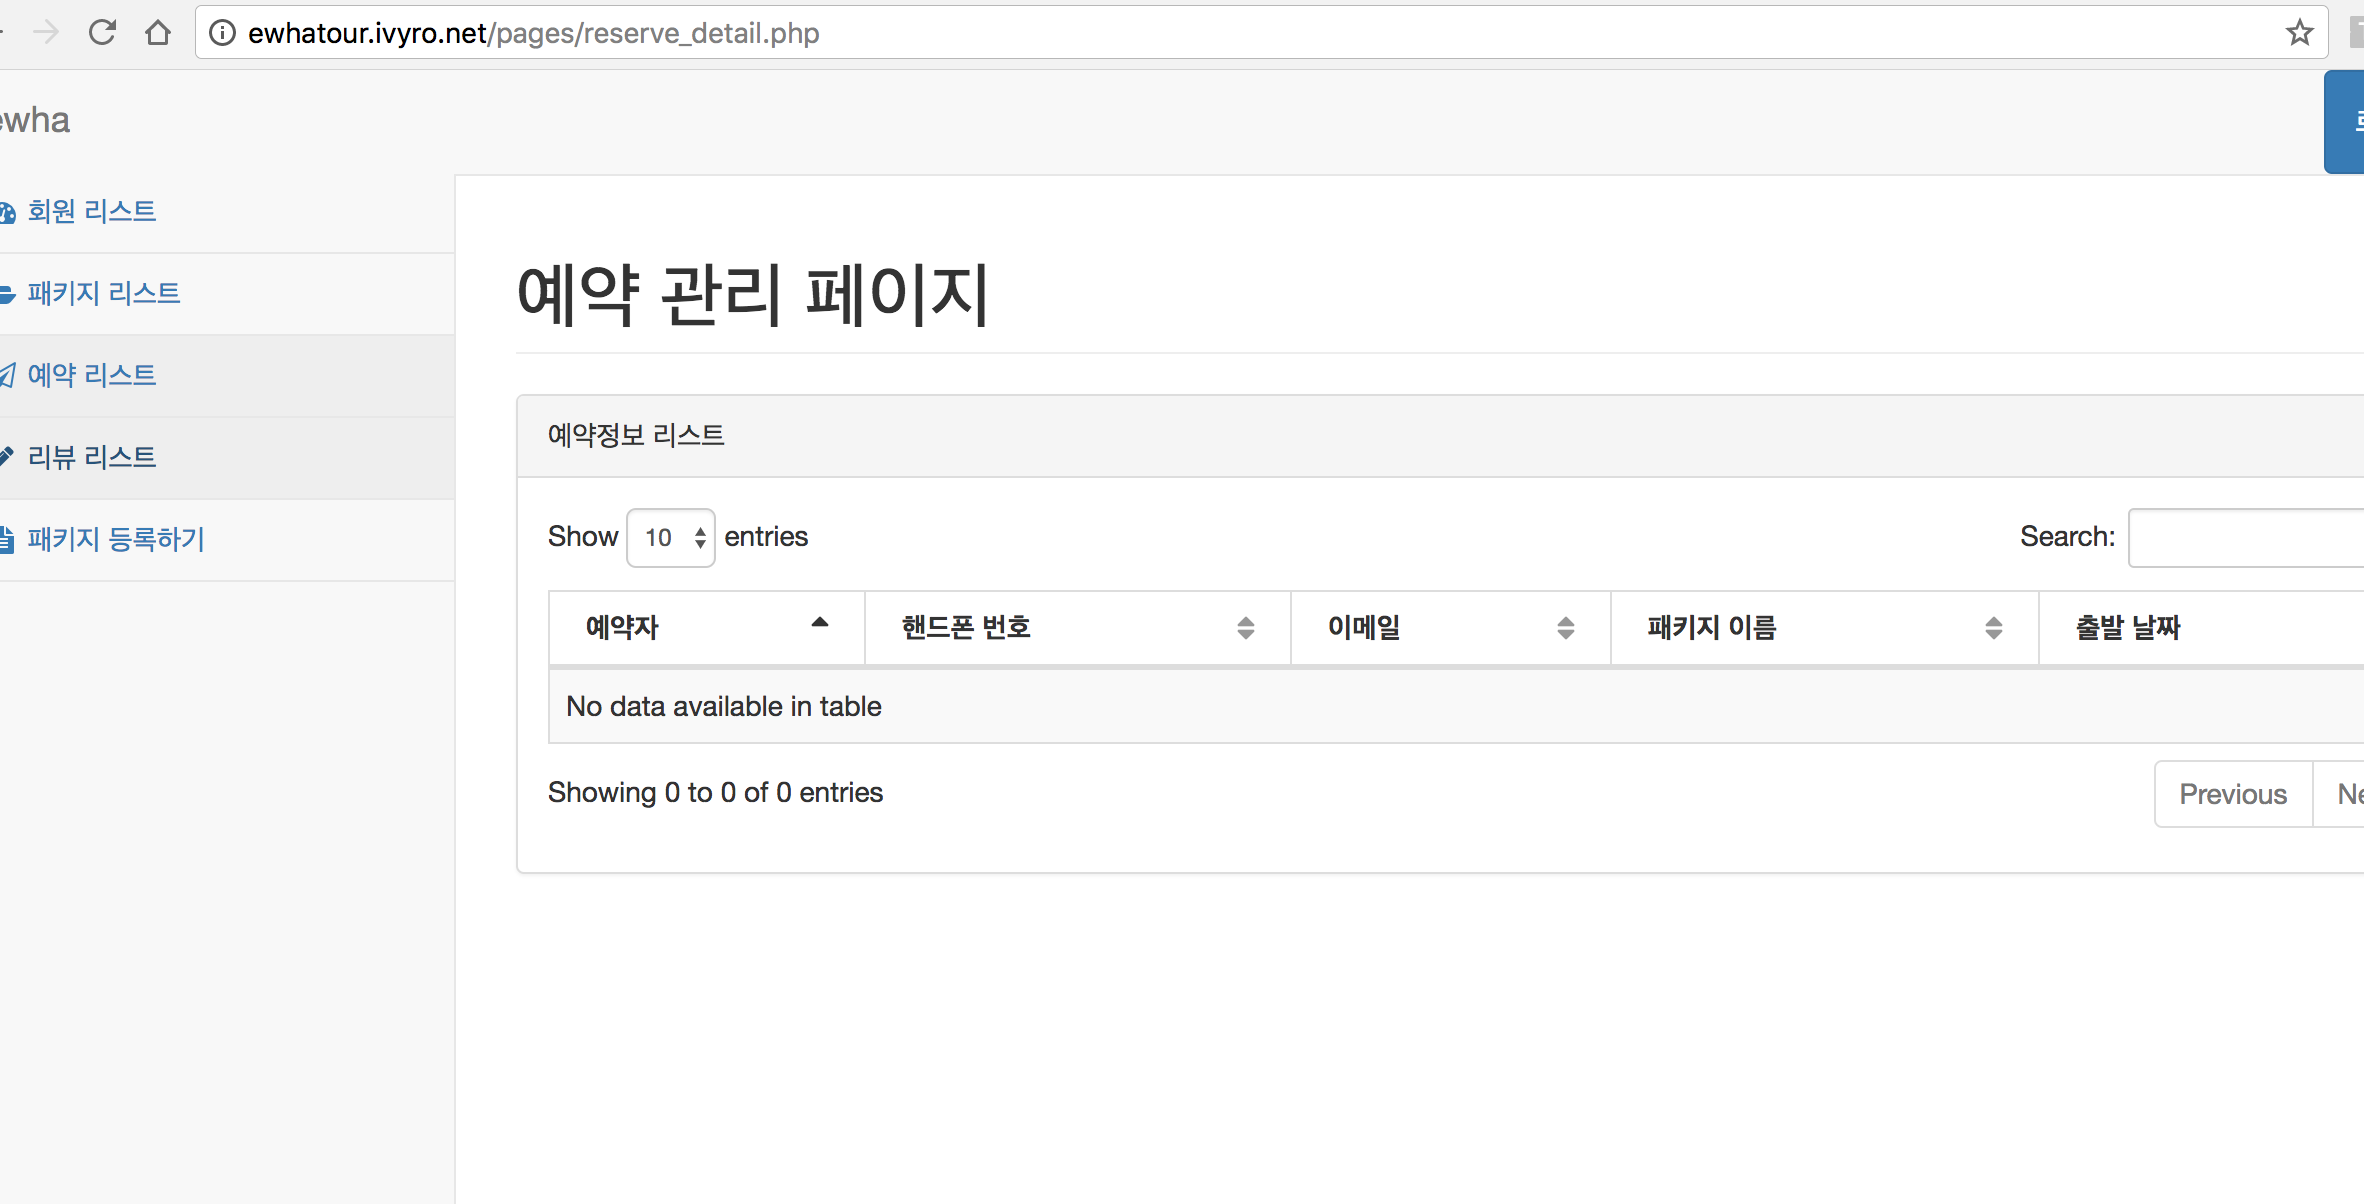 ewhatour.ivyro.net/pages/reserve_detail.php
ewha
회원 리스트
패키지 리스트
예약 리스트
리뷰 리스트
패키지 등록하기
예약 관리 페이지
예약정보 리스트
Show 10 entries
Search:
예약자 핸드폰 번호 이메일 패키지 이름 출발 날짜
No data available in table
Showing 0 to 0 of 0 entries
Previous